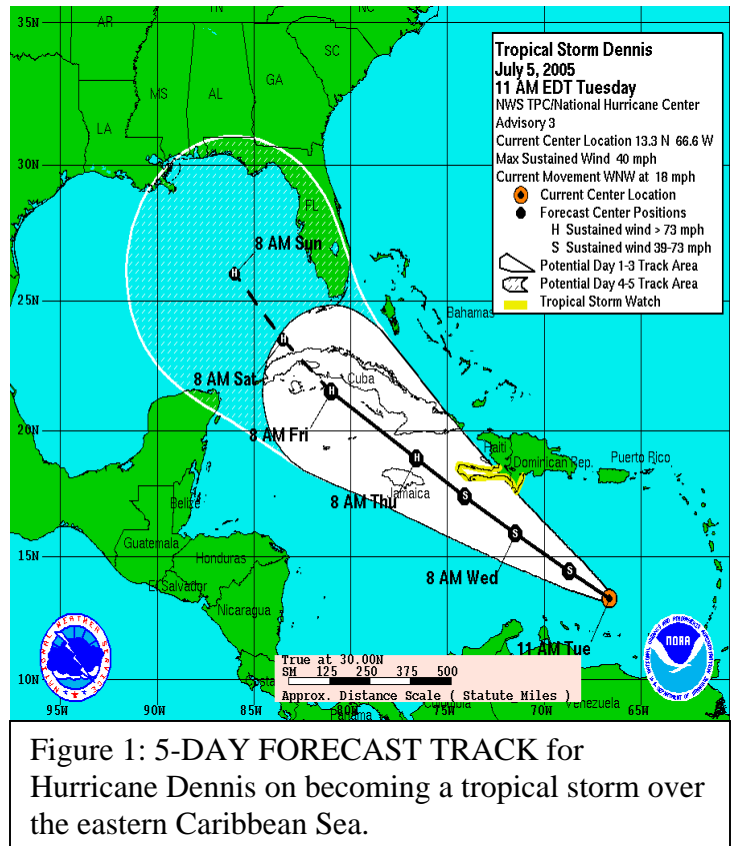 35N
AR
TN
NC
SC
MS
AL
GA
LA
Tropical Storm Dennis
July 5, 2005
11 AM EDT Tuesday
NWS TPC/National Hurricane Center
Advisory 3
Current Center Location 13.3 N 66.6 W
Max Sustained Wind 40 mph
Current Movement WNW at 18 mph
Current Center Location
Forecast Center Positions
H Sustained wind > 73 mph
S Sustained wind 39-73 mph
Potential Day 1-3 Track Area
Potential Day 4-5 Track Area
Tropical Storm Watch
30N
FL
8 AM Sun
H
25N
Bahamas
H
8 AM Sat
Cuba
H
20N
8 AM Fri
Haiti
Dominican Rep.
Puerto Rico
H
Jamaica
8 AM Thu
S
Belize
S
15N
Guatemala
Honduras
8 AM Wed
S
El Salvador
Nicaragua
11 AM Tue
NOAA
True at 30.00N
SM 125 250 375 500
Approx. Distance Scale ( Statute Miles )
10N
Costa
Panama
Colombia
Venezuela
95W
90W
85W
80W
75W
70W
65W
Figure 1: 5-DAY FORECAST TRACK for
Hurricane Dennis on becoming a tropical storm over
the eastern Caribbean Sea.